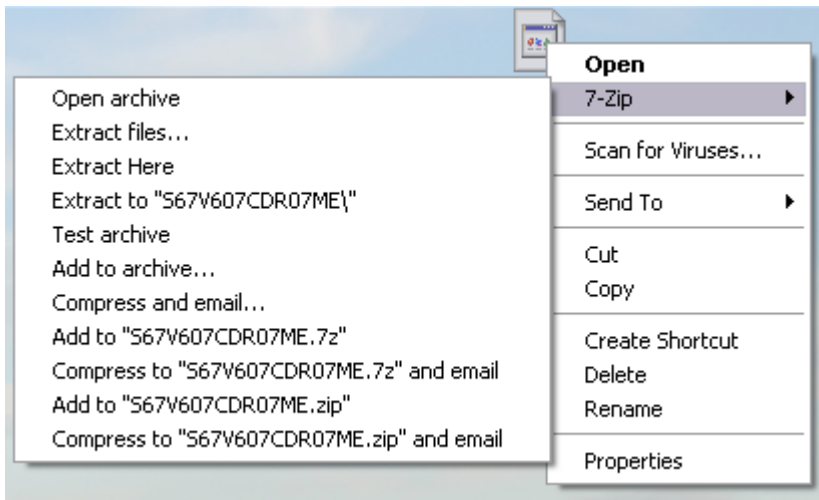 Open
7-Zip
Scan for Viruses...
Send To
Cut
Copy
Create Shortcut
Delete
Rename
Properties
Open archive
Extract files...
Extract Here
Extract to "S67V607CDR07ME\"
Test archive
Add to archive...
Compress and email...
Add to "S67V607CDR07ME.7z"
Compress to "S67V607CDR07ME.7z" and email
Add to "S67V607CDR07ME.zip"
Compress to "S67V607CDR07ME.zip" and email